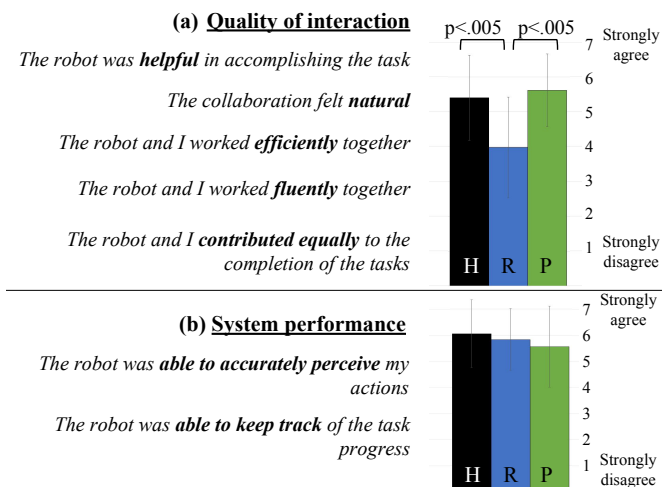 (a) Quality of interaction
The robot was helpful in accomplishing the task
The collaboration felt natural
The robot and I worked efficiently together
The robot and I worked fluently together
The robot and I contributed equally to the
completion of the tasks
p<.005 p<.005
7 Strongly
agree
6
5
4
3
2
1 Strongly
disagree
H R P
(b) System performance
The robot was able to accurately perceive my
actions
The robot was able to keep track of the task
progress
7 Strongly
agree
6
5
4
3
2
1 Strongly
disagree
H R P